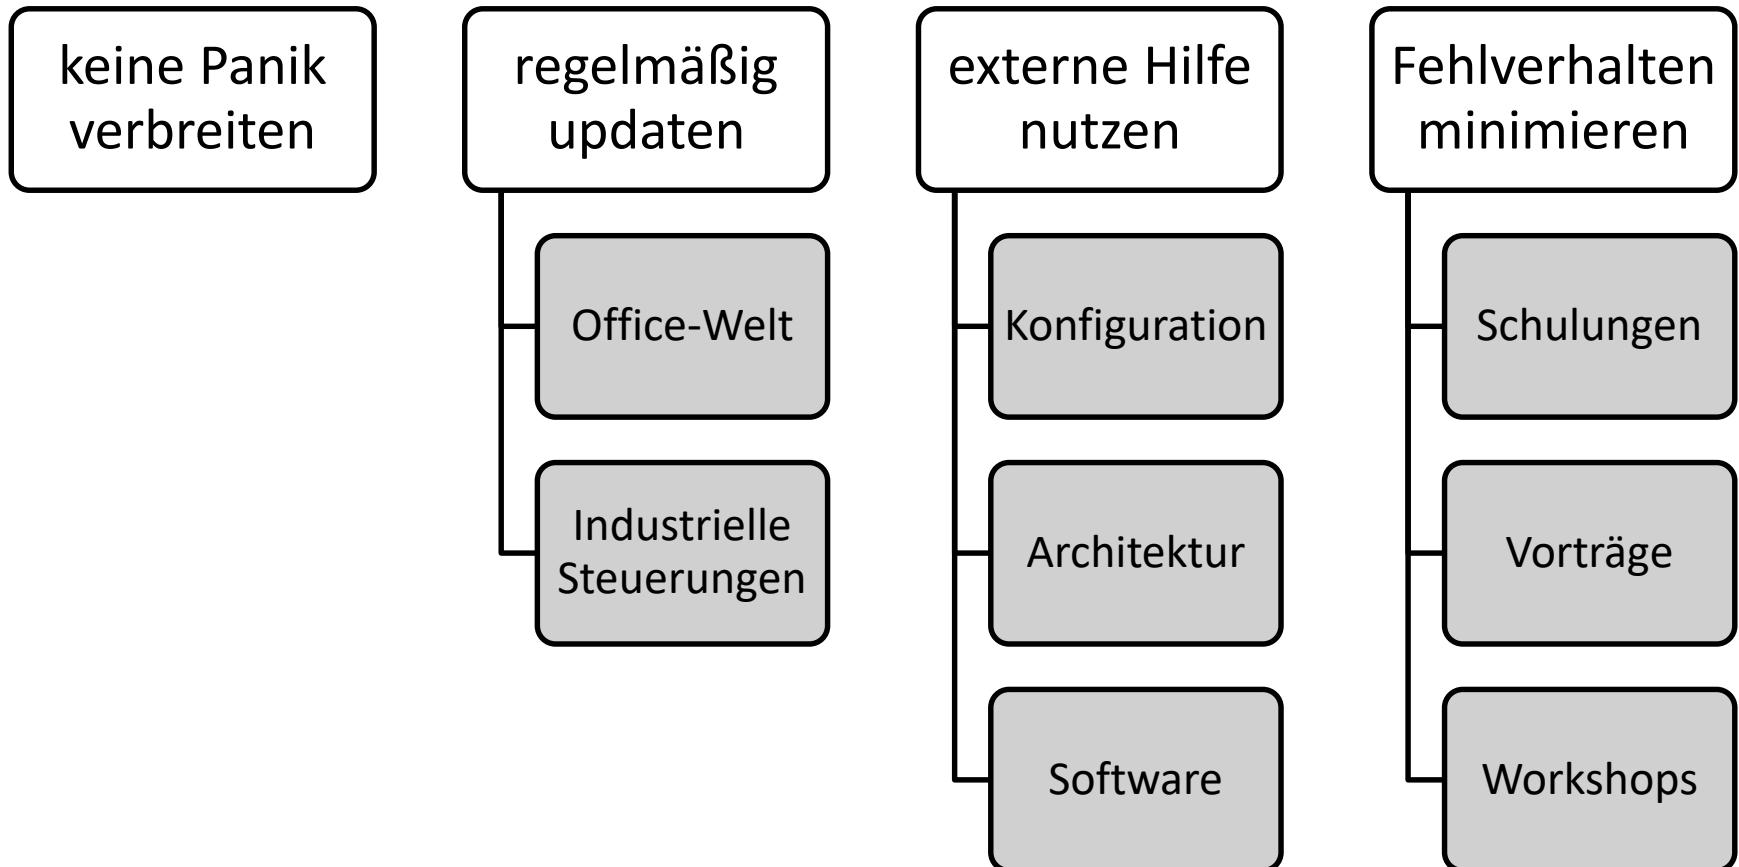 keine Panik
verbreiten
regelmäßig
updaten
Office-Welt
Industrielle
Steuerungen
externe Hilfe
nutzen
Konfiguration
Architektur
Software
Fehlverhalten
minimieren
Schulungen
Vorträge
Workshops